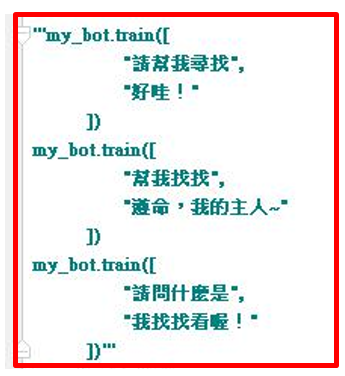 '''my_bot.train([
"請幫我尋找",
"好哇！"
])
my_bot.train([
"幫我找找",
"遵命，我的主人~"
])
my_bot.train([
"請問什麼是",
"我找找看喔！"
])'''